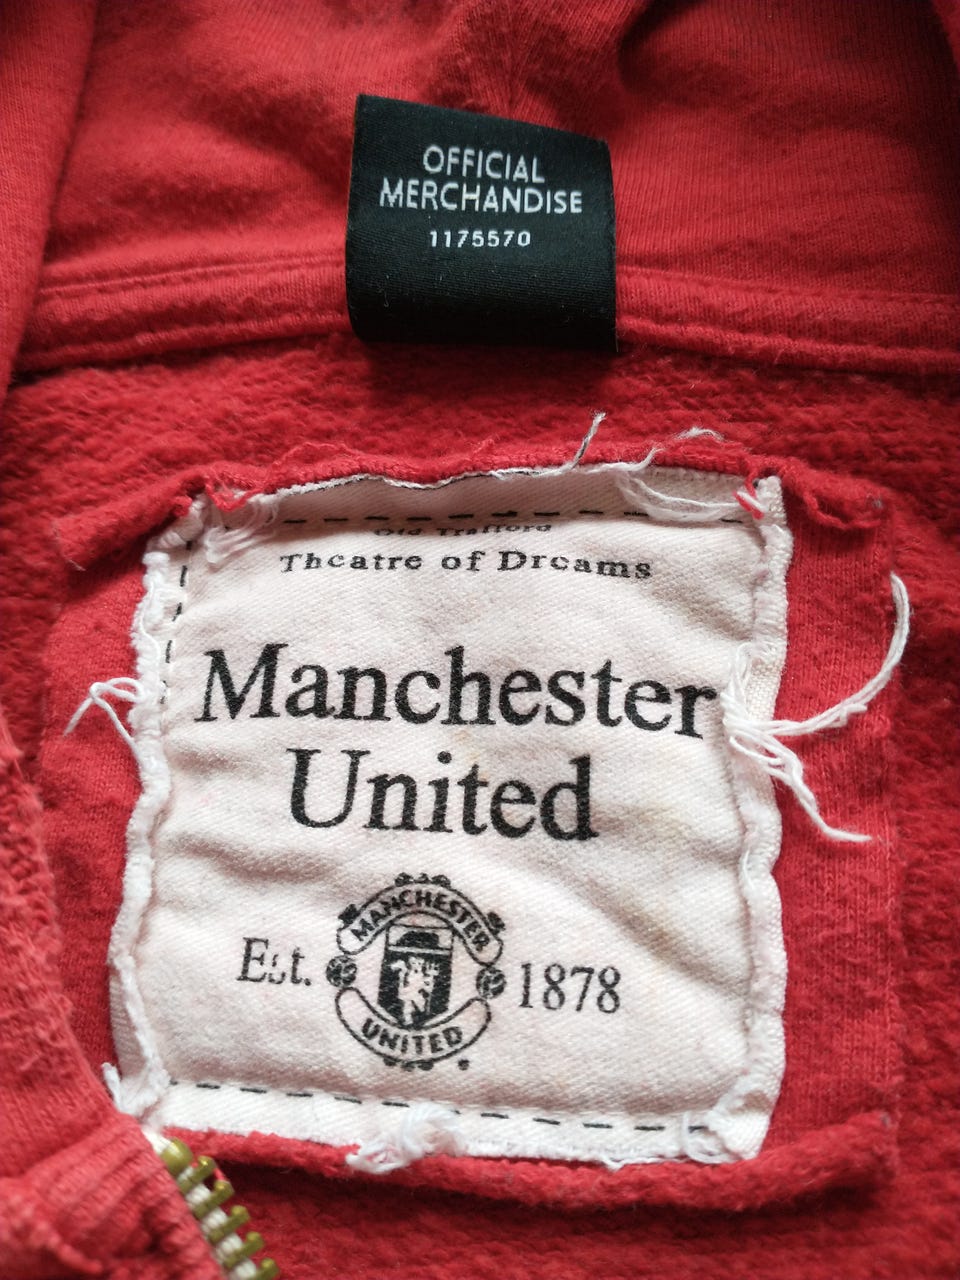 OFFICIAL
MERCHANDISE
1175570
Old Trafford
Theatre of Dreams
Manchester
United
MANCHESTER
Est. 1878
UNITED